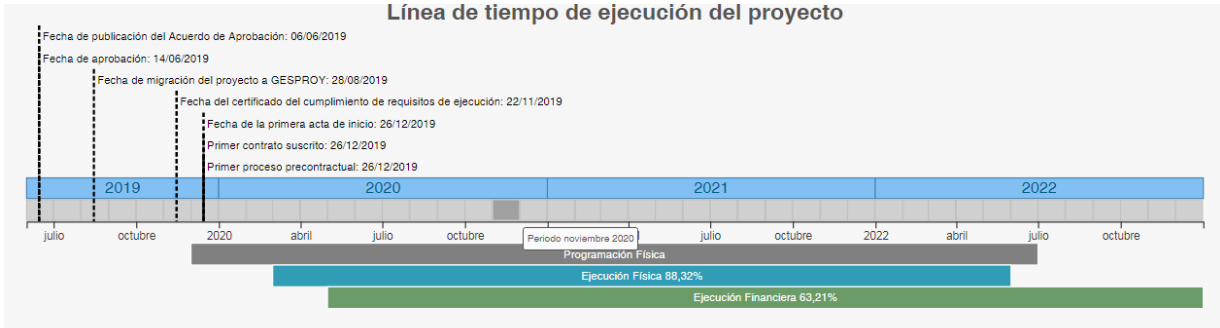 Línea de tiempo de ejecución del proyecto
Fecha de publicación del Acuerdo de Aprobación: 06/06/2019
Fecha de aprobación: 14/06/2019
Fecha de migración del proyecto a GESPROY: 28/08/2019
Fecha del certificado del cumplimiento de requisitos de ejecución: 22/11/2019
Fecha de la primera acta de inicio: 26/12/2019
Primer contrato suscrito: 26/12/2019
Primer proceso precontractual: 26/12/2019
2019 2020 2021 2022
julio octubre 2020 abril julio octubre julio octubre 2022 abril julio octubre
Periodo noviembre 2020
Programación Física
Ejecución Física 88,32%
Ejecución Financiera 63,21%